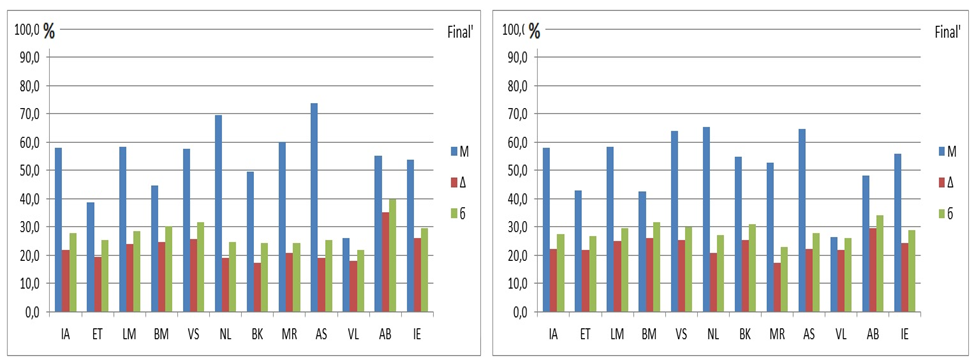 100,0 % Final'
90,0
80,0
70,0
60,0
50,0
40,0
30,0
20,0
10,0
0,0
IA ET LM BM VS NL BK MR AS VL AB IE
M
Δ
б
100,( % Final'
90,0
80,0
70,0
60,0
50,0
40,0
30,0
20,0
10,0
0,0
IA ET LM BM VS NL BK MR AS VL AB IE
M
Δ
б